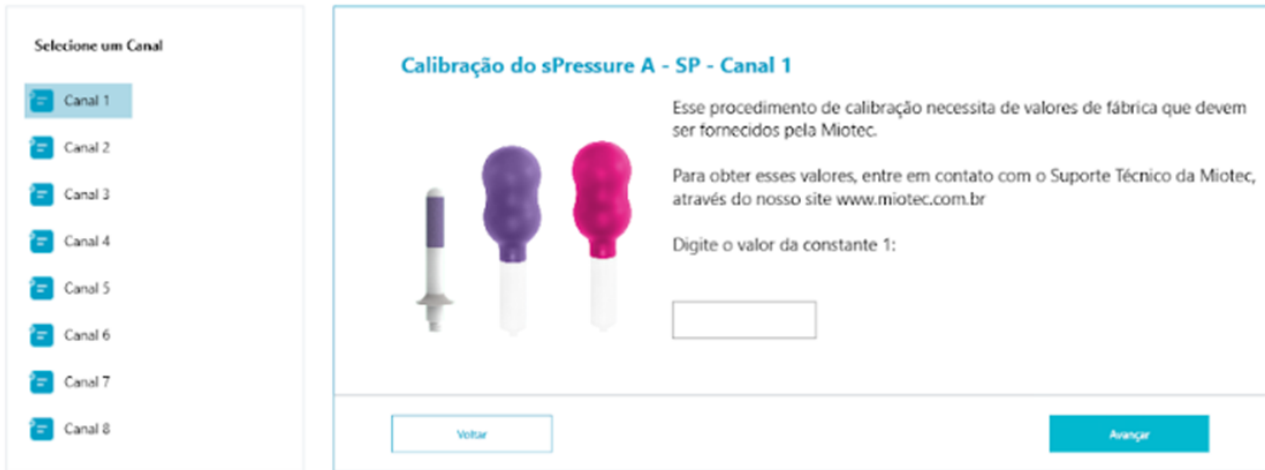 Selecione um Canal
Canal 1
Canal 2
Canal 3
Canal 4
Canal 5
Canal 6
Canal 7
Canal 8
Calibração do sPressure A - SP - Canal 1
Esse procedimento de calibração necessita de valores de fábrica que devem
ser fornecidos pela Miotec.
Para obter esses valores, entre em contato com o Suporte Técnico da Miotec,
através do nosso site www.miotec.com.br
Digite o valor da constante 1:
Voltar
Avançar